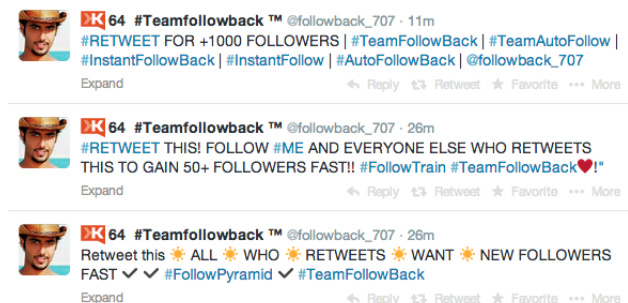 K 64 #Teamfollowback ™ @followback_707 · 11m
#RETWEET FOR +1000 FOLLOWERS | #TeamFollowBack | #TeamAutoFollow |
#InstantFollowBack | #InstantFollow | #AutoFollowBack | @followback_707
Expand Reply Retweet ★ Favorite ••• More
K 64 #Teamfollowback ™ @followback_707 · 26m
#RETWEET THIS! FOLLOW #ME AND EVERYONE ELSE WHO RETWEETS
THIS TO GAIN 50+ FOLLOWERS FAST!! #FollowTrain #TeamFollowBack♥!"
Expand Reply Retweet ★ Favorite ••• More
K 64 #Teamfollowback ™ @followback_707 · 26m
Retweet this ☀ ALL ☀ WHO ☀ RETWEETS ☀ WANT ☀ NEW FOLLOWERS
FAST ✔ ✔ #FollowPyramid ✔ #TeamFollowBack
Expand Reply Retweet ★ Favorite ••• More